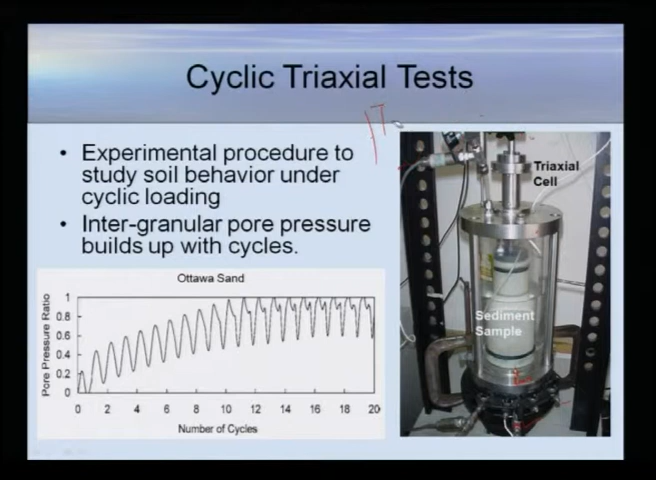 Cyclic Triaxial Tests
• Experimental procedure to
study soil behavior under
cyclic loading
• Inter-granular pore pressure
builds up with cycles.
Triaxial
Cell
Sediment
Sample
Ottawa Sand
Pore Pressure Ratio
1
0.8
0.6
0.4
0.2
0
0 2 4 6 8 10 12 14 16 18 20
Number of Cycles